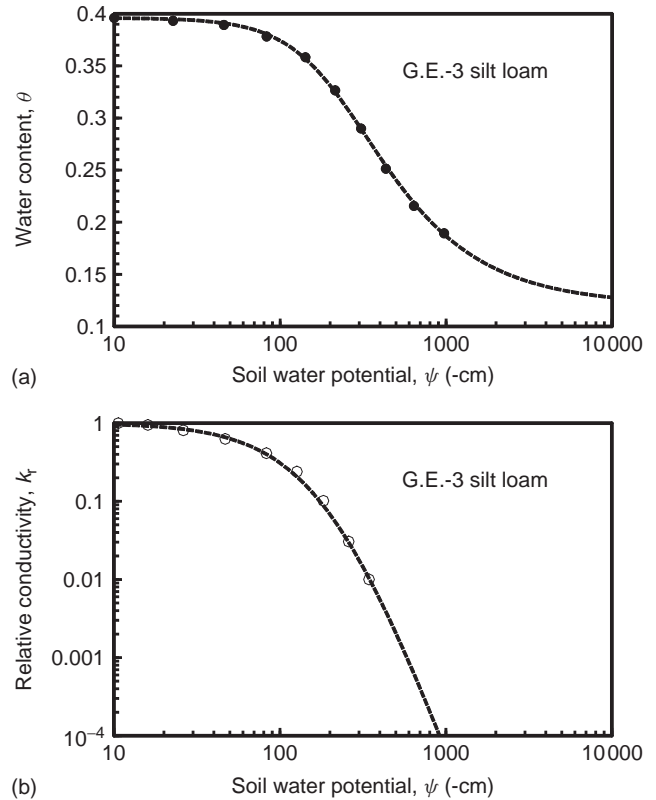 0.4
0.35
0.3
0.25
0.2
0.15
0.1
Water content, θ
G.E.-3 silt loam
10
100
1000
10000
(a)
Soil water potential, ψ (-cm)
1
0.1
0.01
0.001
10⁻⁴
Relative conductivity, kᵣ
G.E.-3 silt loam
10
100
1000
10000
(b)
Soil water potential, ψ (-cm)